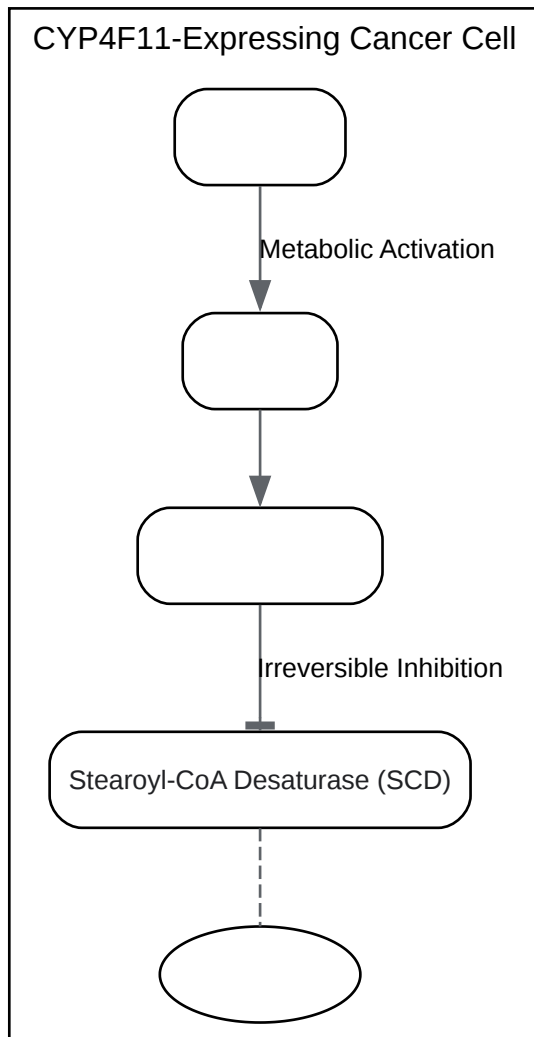 CYP4F11-Expressing Cancer Cell
Metabolic Activation
Irreversible Inhibition
Stearoyl-CoA Desaturase (SCD)